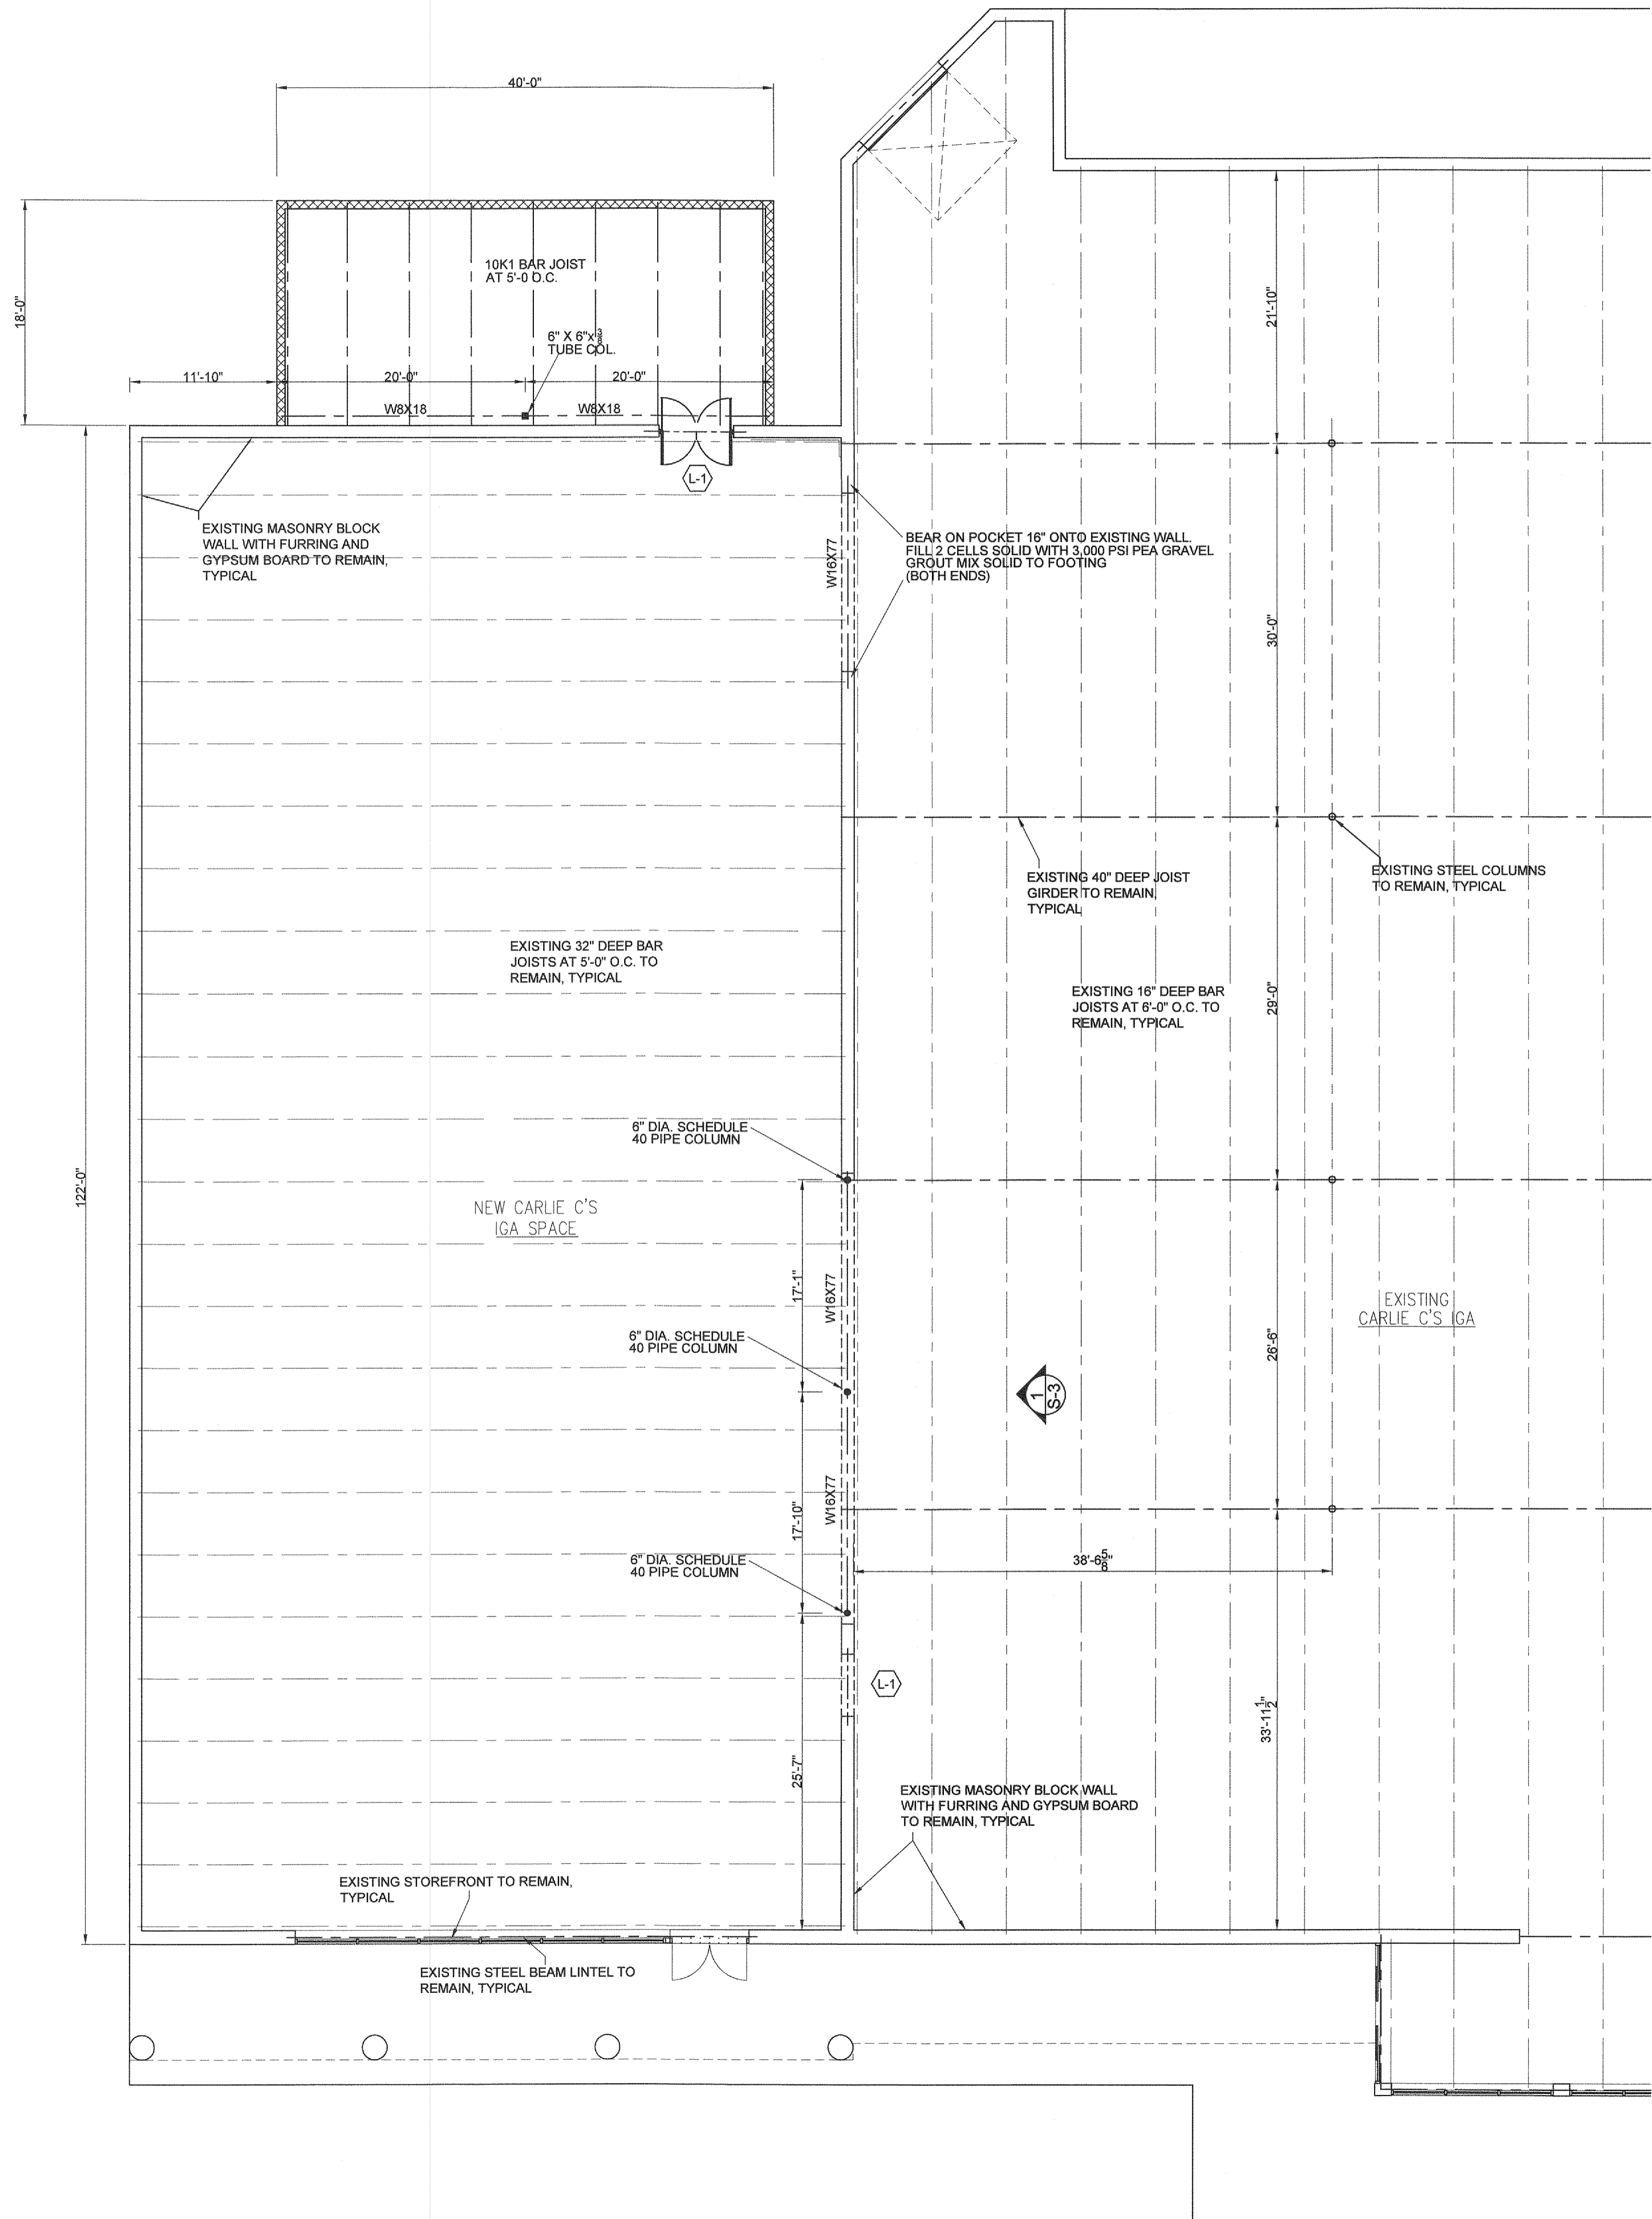 40'-0"
18'-0"
10K1 BAR JOIST
AT 5'-0 O.C.
6" X 6"x3/8
TUBE COL.
11'-10"
20'-0"
20'-0"
W8X18
W8X18
L-1
EXISTING MASONRY BLOCK
WALL WITH FURRING AND
GYPSUM BOARD TO REMAIN,
TYPICAL
21'-10"
W16X77
BEAR ON POCKET 16" ONTO EXISTING WALL.
FILL 2 CELLS SOLID WITH 3,000 PSI PEA GRAVEL
GROUT MIX SOLID TO FOOTING
(BOTH ENDS)
30'-0"
EXISTING 40" DEEP JOIST
GIRDER TO REMAIN,
TYPICAL
EXISTING STEEL COLUMNS
TO REMAIN, TYPICAL
EXISTING 32" DEEP BAR
JOISTS AT 5'-0" O.C. TO
REMAIN, TYPICAL
EXISTING 16" DEEP BAR
JOISTS AT 6'-0" O.C. TO
REMAIN, TYPICAL
29'-0"
6" DIA. SCHEDULE
40 PIPE COLUMN
122'-0"
NEW CARLIE C'S
IGA SPACE
17'-1"
W16X77
EXISTING
CARLIE C'S IGA
6" DIA. SCHEDULE
40 PIPE COLUMN
26'-6"
1
S-3
17'-10"
W16X77
6" DIA. SCHEDULE
40 PIPE COLUMN
38'-6 5/8"
L-1
33'-11 1/2"
25'-7"
EXISTING MASONRY BLOCK WALL
WITH FURRING AND GYPSUM BOARD
TO REMAIN, TYPICAL
EXISTING STOREFRONT TO REMAIN,
TYPICAL
EXISTING STEEL BEAM LINTEL TO
REMAIN, TYPICAL